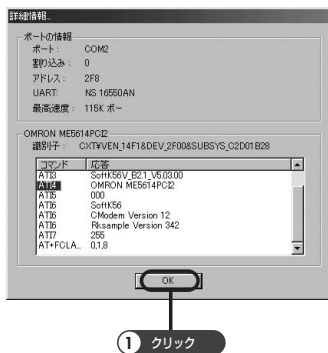 詳細情報..
ポートの情報
ポート： COM2
割り込み： 0
アドレス： 2F8
UART: NS 16550AN
最高速度： 115K ボー
OMRON ME5614PCI2
識別子： CXT¥VEN_14F1&DEV_2F00&SUBSYS_C2D01B28
コマンド 応答
ATI3 SoftK56V_B2.1_V5.03.00
ATI4 OMRON ME5614PCI2
ATI5 000
ATI6 SoftK56
ATI6 CModem Version 12
ATI6 Rksample Version 342
ATI7 255
AT+FCLA.. 0,1,8
OK
1 クリック